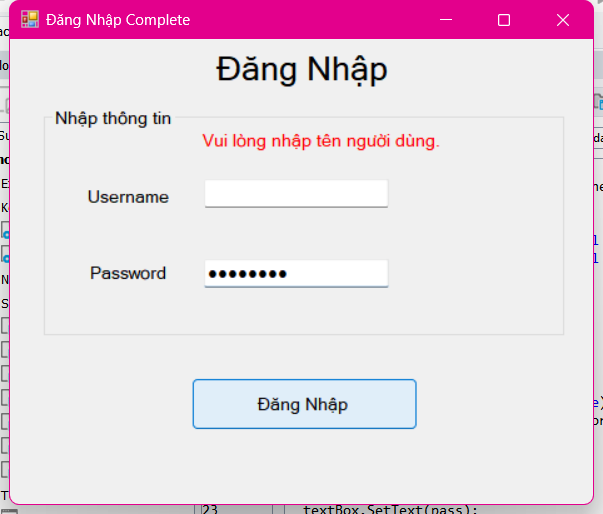 Đăng Nhập Complete
Đăng Nhập
Nhập thông tin
Vui lòng nhập tên người dùng.
Username
Password
Đăng Nhập
23 textBox.SetText(pass);